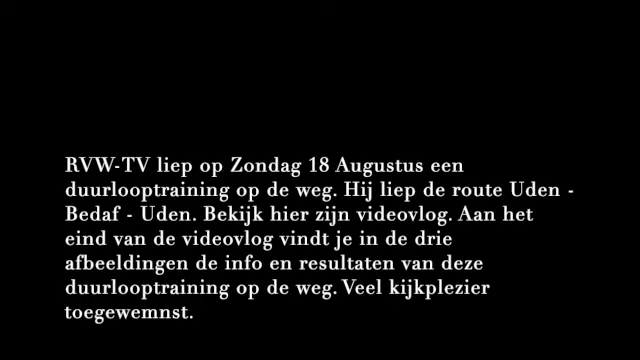 RVW-TV liep op Zondag 18 Augustus een
duurlooptraining op de weg. Hij liep de route Uden -
Bedaf - Uden. Bekijk hier zijn videovlog. Aan het
eind van de videovlog vindt je in de drie
afbeeldingen de info en resultaten van deze
duurlooptraining op de weg. Veel kijkplezier
toegewemnst.